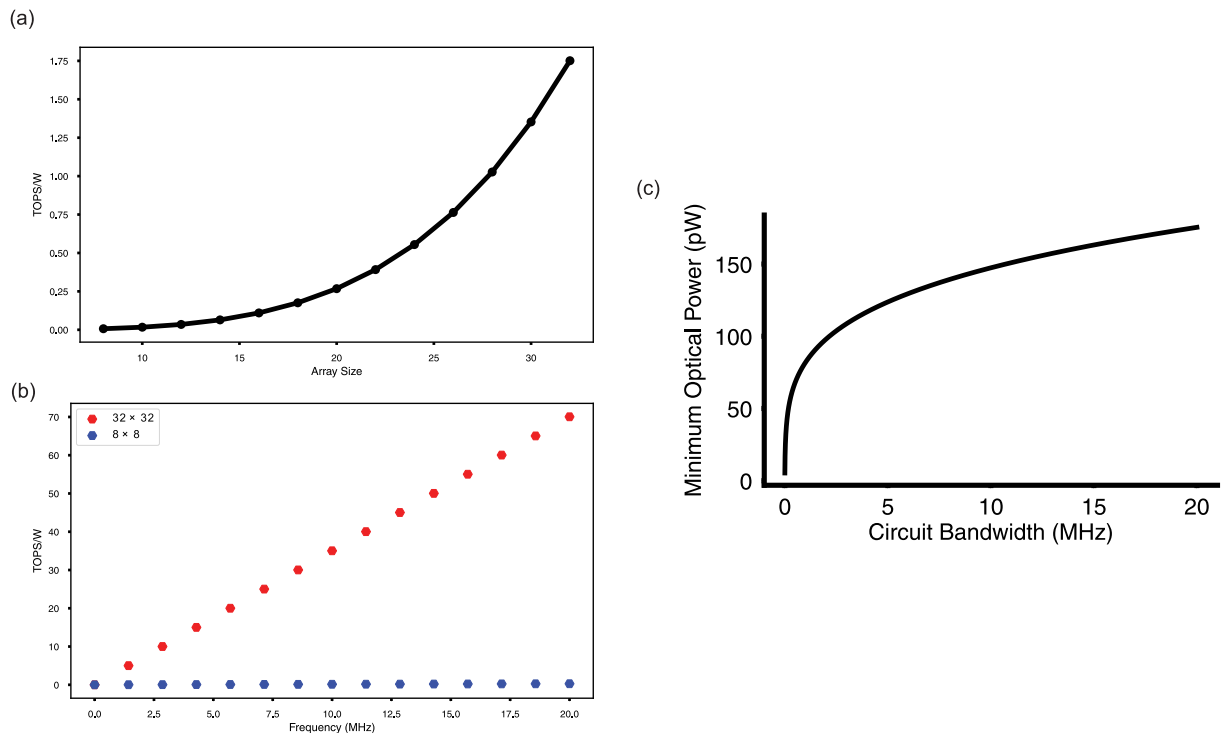 (a)
1.75
1.50
1.25
1.00
0.75
0.50
0.25
0.00
TOPS/W
10 15 20 25 30
Array Size
(b)
32 × 32
8 × 8
70
60
50
40
30
20
10
0
TOPS/W
0.0 2.5 5.0 7.5 10.0 12.5 15.0 17.5 20.0
Frequency (MHz)
(c)
Minimum Optical Power (pW)
150
100
50
0
0 5 10 15 20
Circuit Bandwidth (MHz)